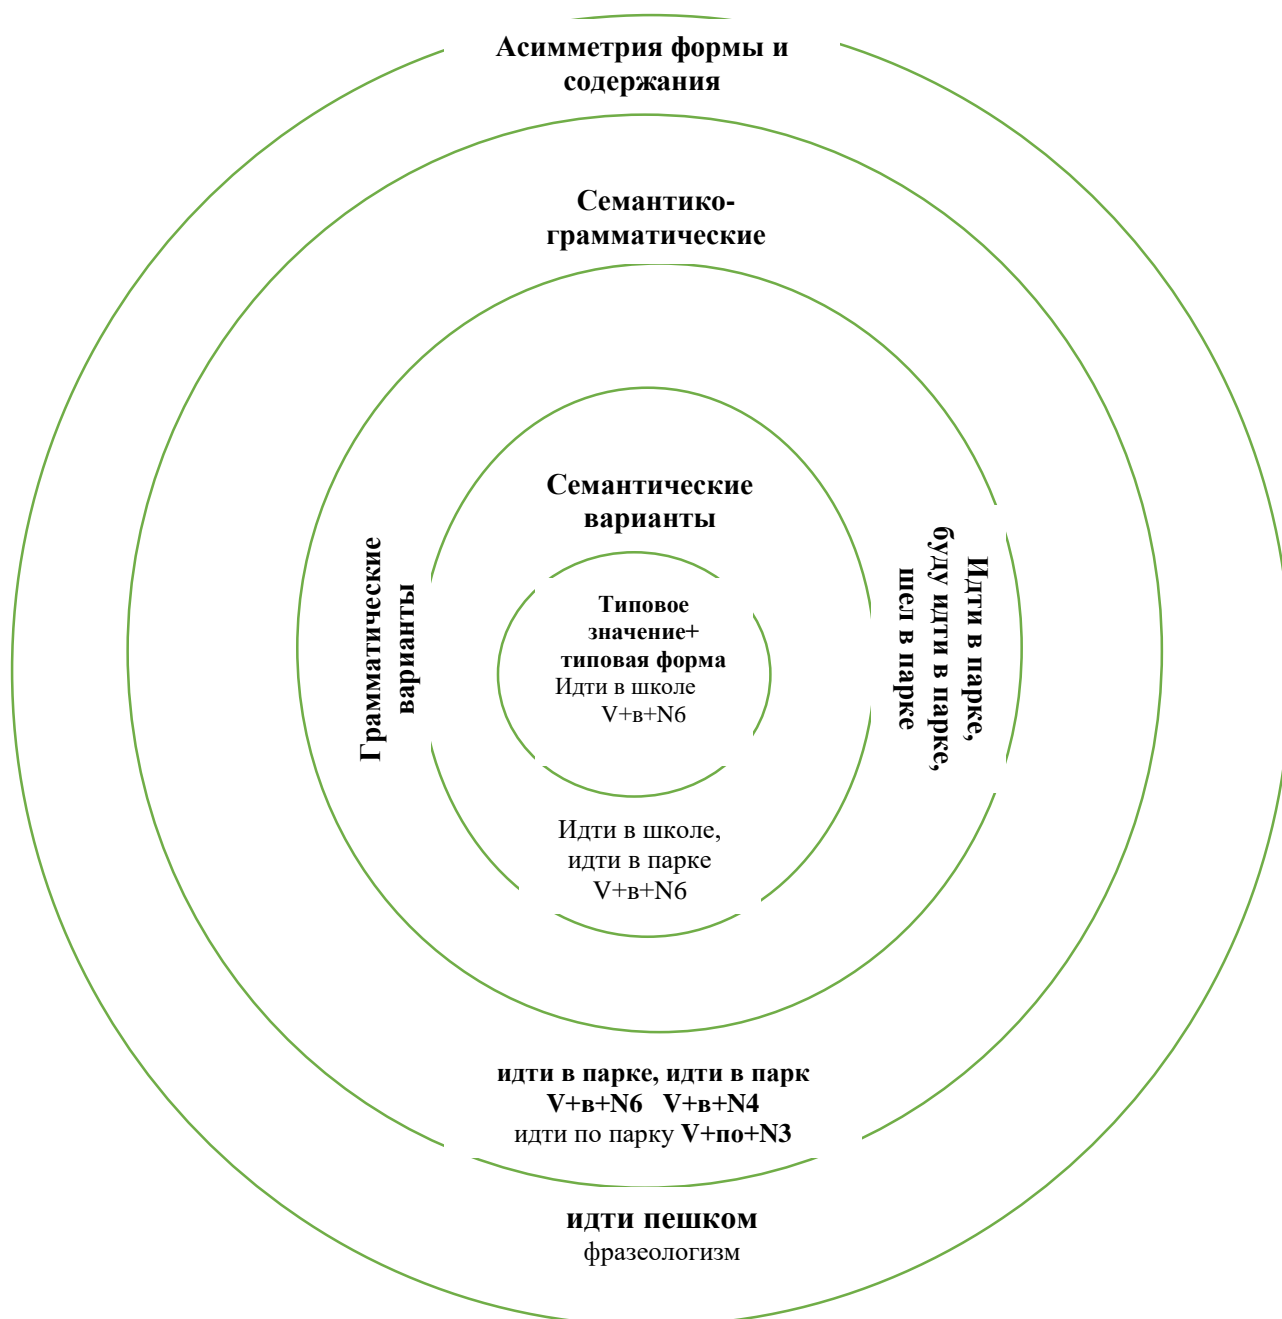 Асимметрия формы и
содержания
Семантико-
грамматические
Семантические
варианты
Типовое
значение+
типовая форма
Идти в школе
V+в+N6
Грамматические
варианты
Идти в парке,
буду идти в парке,
шел в парке
Идти в школе,
идти в парке
V+в+N6
идти в парке, идти в парк
V+в+N6 V+в+N4
идти по парку V+по+N3
идти пешком
фразеологизм